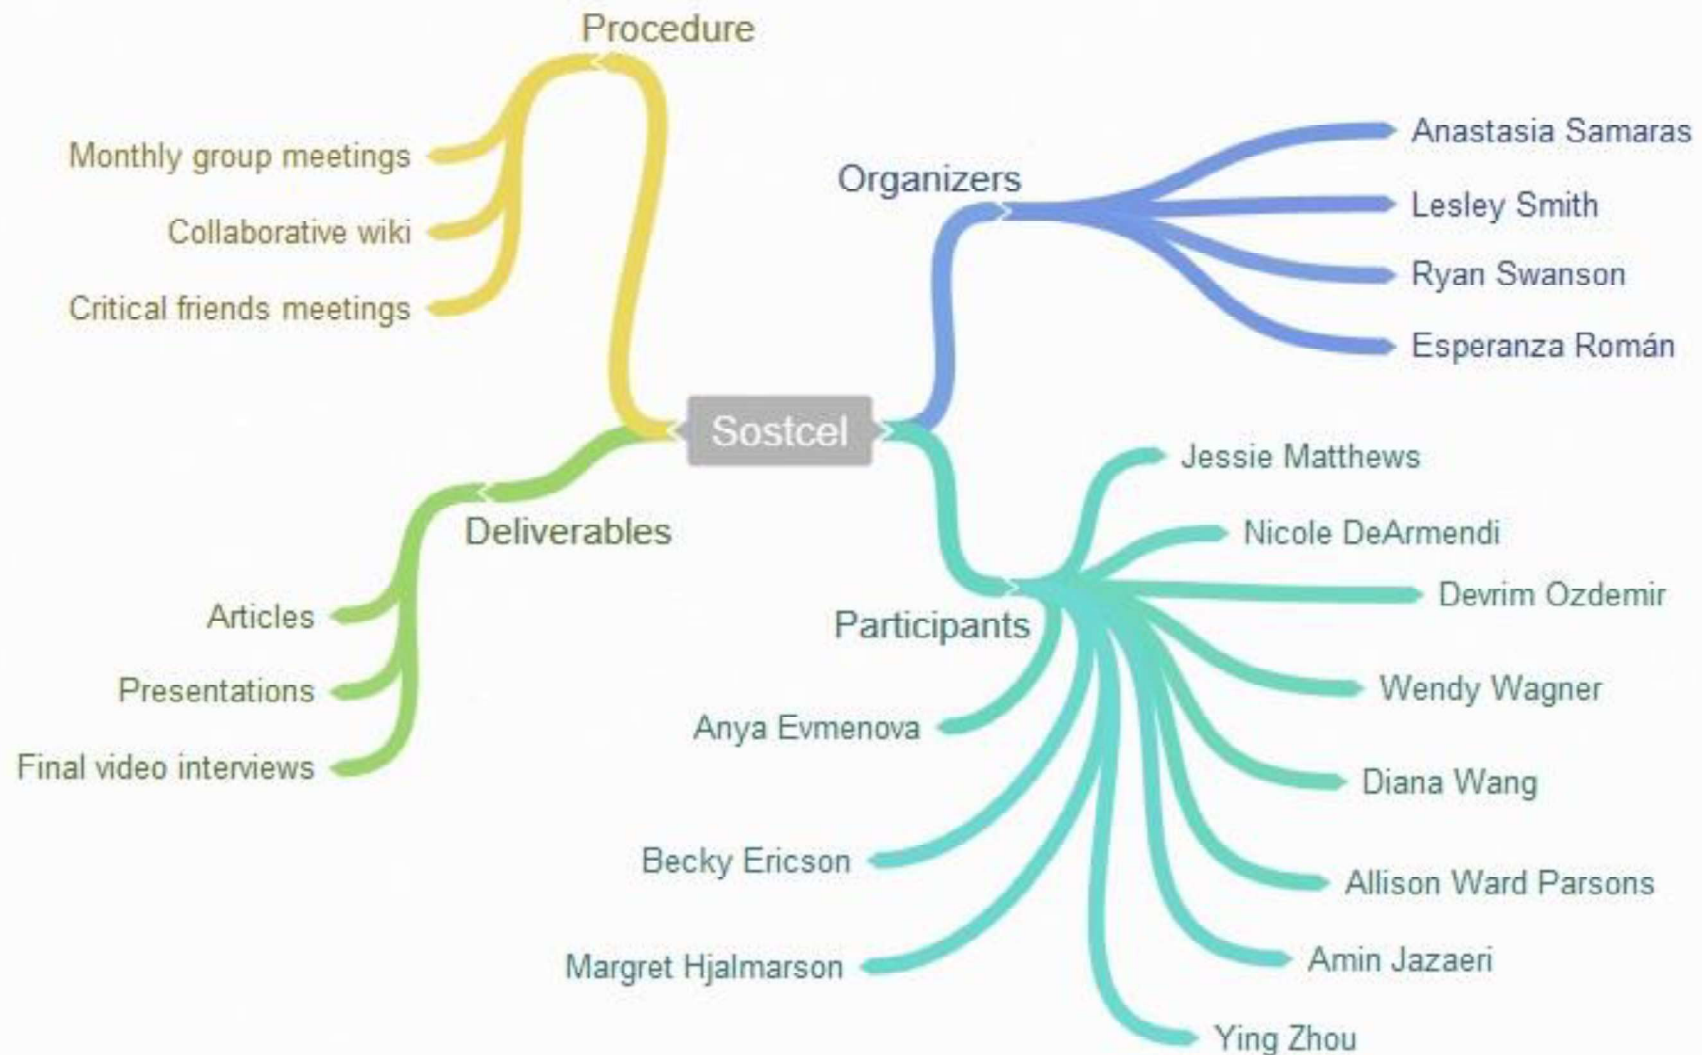 Procedure
Monthly group meetings
Collaborative wiki
Critical friends meetings
Organizers
Anastasia Samaras
Lesley Smith
Ryan Swanson
Esperanza Román
Sostcel
Deliverables
Articles
Presentations
Final video interviews
Participants
Jessie Matthews
Nicole DeArmendi
Devrim Ozdemir
Wendy Wagner
Diana Wang
Allison Ward Parsons
Amin Jazaeri
Ying Zhou
Margret Hjalmarson
Becky Ericson
Anya Evmenova